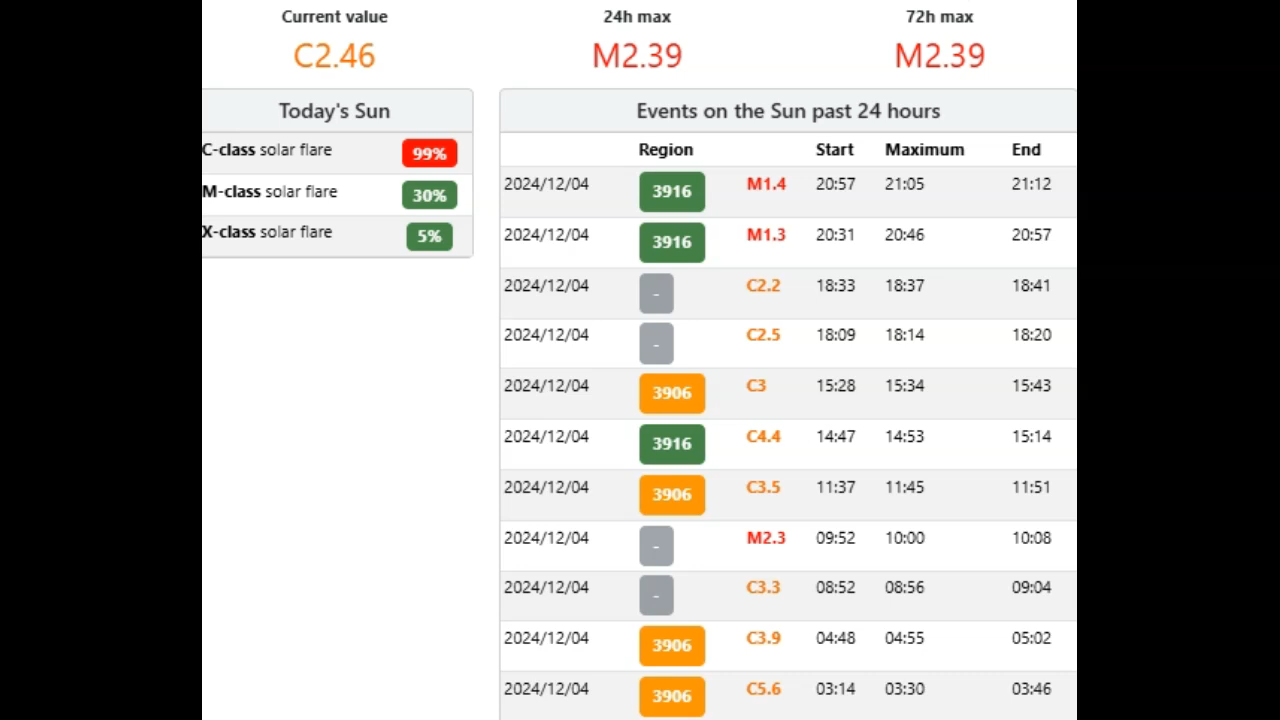 Current value 24h max 72h max
C2.46 M2.39 M2.39
Today's Sun
C-class solar flare 99%
M-class solar flare 30%
X-class solar flare 5%
Events on the Sun past 24 hours
Region Start Maximum End
2024/12/04 3916 M1.4 20:57 21:05 21:12
2024/12/04 3916 M1.3 20:31 20:46 20:57
2024/12/04 - C2.2 18:33 18:37 18:41
2024/12/04 - C2.5 18:09 18:14 18:20
2024/12/04 3906 C3 15:28 15:34 15:43
2024/12/04 3916 C4.4 14:47 14:53 15:14
2024/12/04 3906 C3.5 11:37 11:45 11:51
2024/12/04 - M2.3 09:52 10:00 10:08
2024/12/04 - C3.3 08:52 08:56 09:04
2024/12/04 3906 C3.9 04:48 04:55 05:02
2024/12/04 3906 C5.6 03:14 03:30 03:46